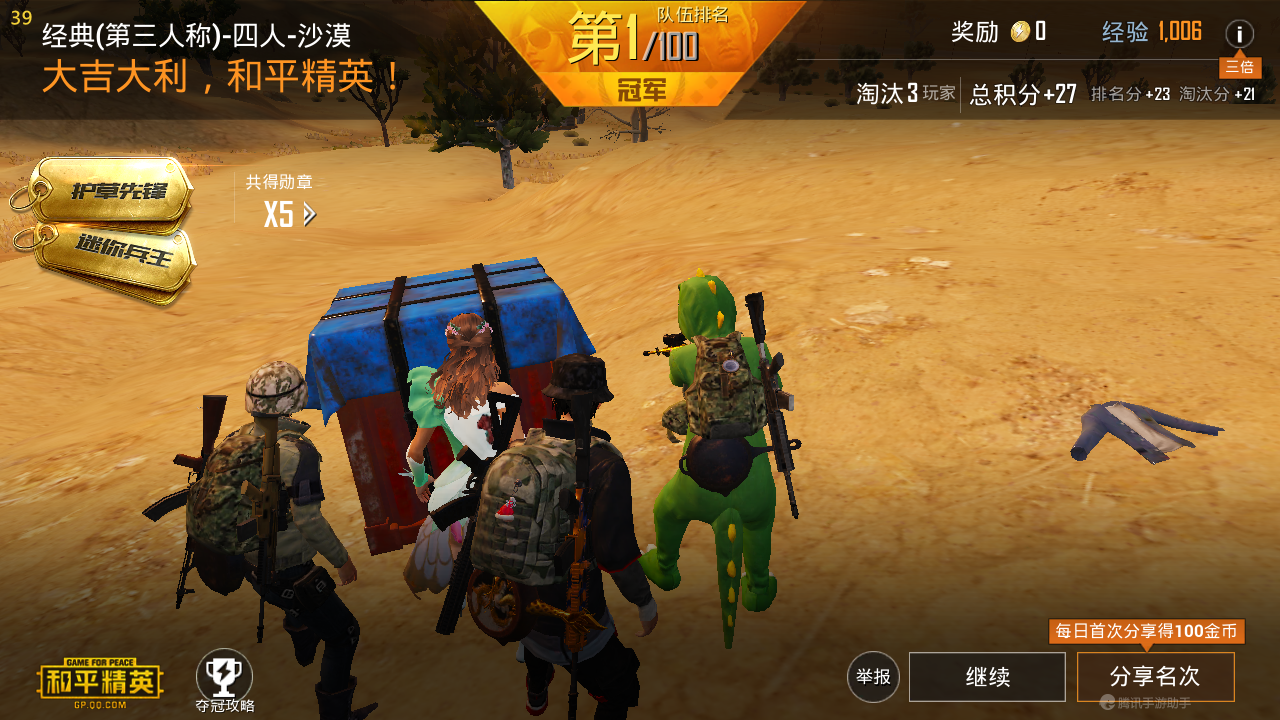 39
经典(第三人称)-四人-沙漠
大吉大利，和平精英！
队伍排名
第1/100
冠军
奖励 0 经验 1,006
三倍
淘汰3玩家 总积分+27 排名分+23 淘汰分+21
护草先锋
迷你兵王
共得勋章
X5
每日首次分享得100金币
举报
继续
分享名次
GAME FOR PEACE
和平精英
GP.QQ.COM
夺冠攻略
腾讯手游助手